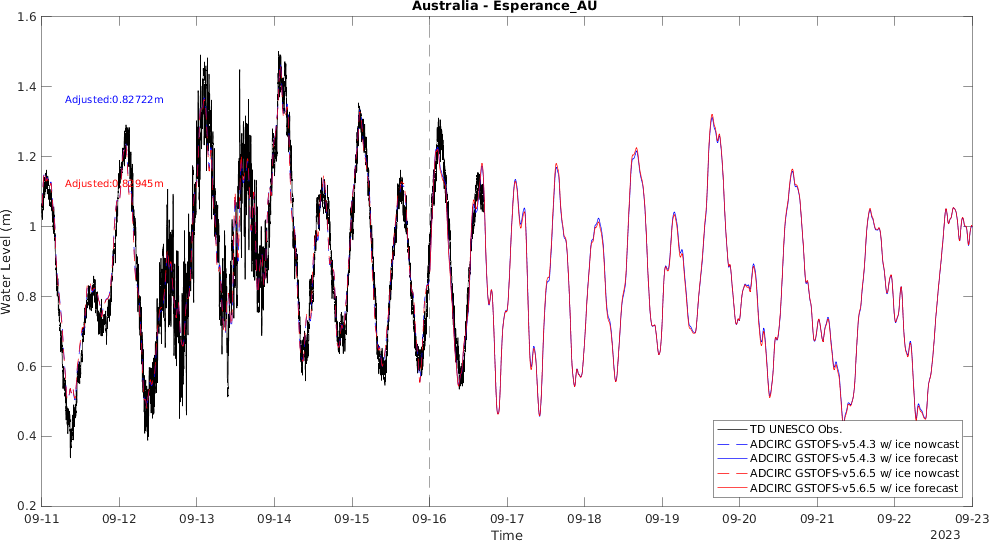 Australia - Esperance_AU
1.6
1.4
1.2
1
0.8
0.6
0.4
0.2
Water Level (m)
Adjusted:0.82722m
Adjusted:0.82945m
TD UNESCO Obs.
ADCIRC GSTOFS-v5.4.3 w/ ice nowcast
ADCIRC GSTOFS-v5.4.3 w/ ice forecast
ADCIRC GSTOFS-v5.6.5 w/ ice nowcast
ADCIRC GSTOFS-v5.6.5 w/ ice forecast
09-11 09-12 09-13 09-14 09-15 09-16 09-17 09-18 09-19 09-20 09-21 09-22 09-23
Time
2023